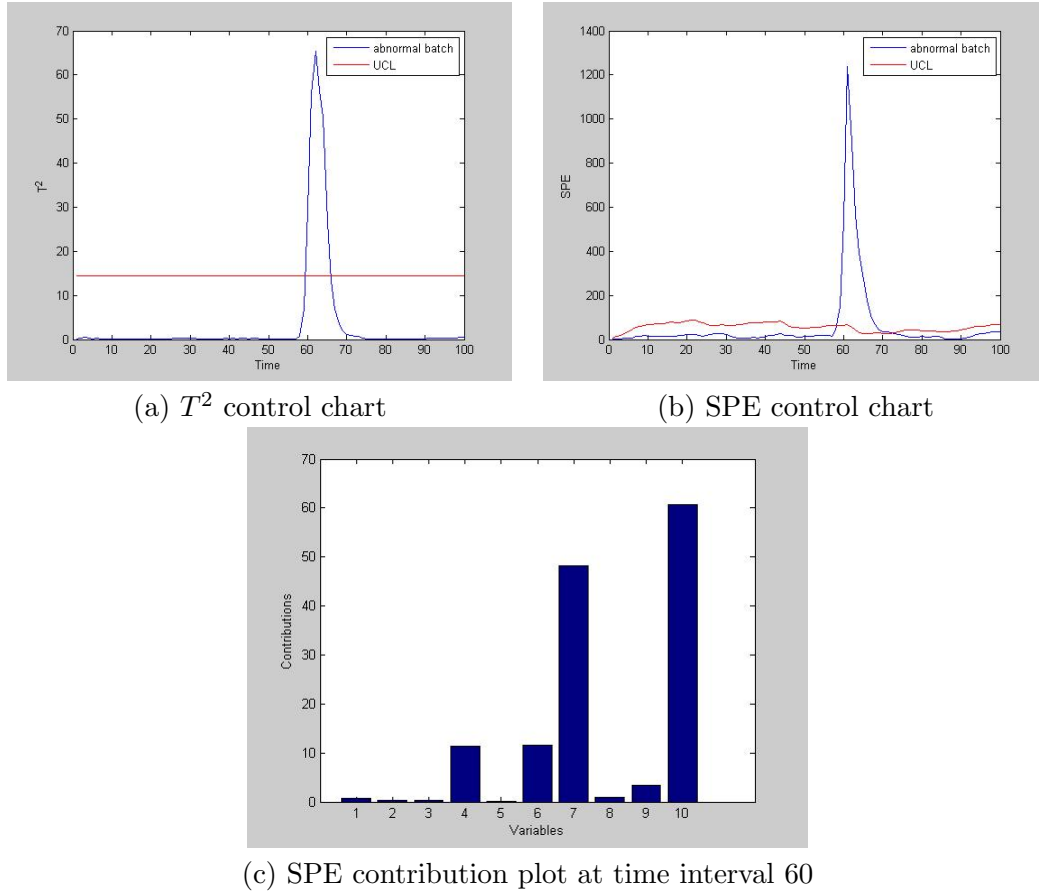 70
60
50
40
30
20
10
0
T²
0 10 20 30 40 50 60 70 80 90 100
Time
abnormal batch
UCL
1400
1200
1000
800
600
400
200
0
SPE
0 10 20 30 40 50 60 70 80 90 100
Time
abnormal batch
UCL
(a) T² control chart
(b) SPE control chart
70
60
50
40
30
20
10
0
Contributions
1 2 3 4 5 6 7 8 9 10
Variables
(c) SPE contribution plot at time interval 60